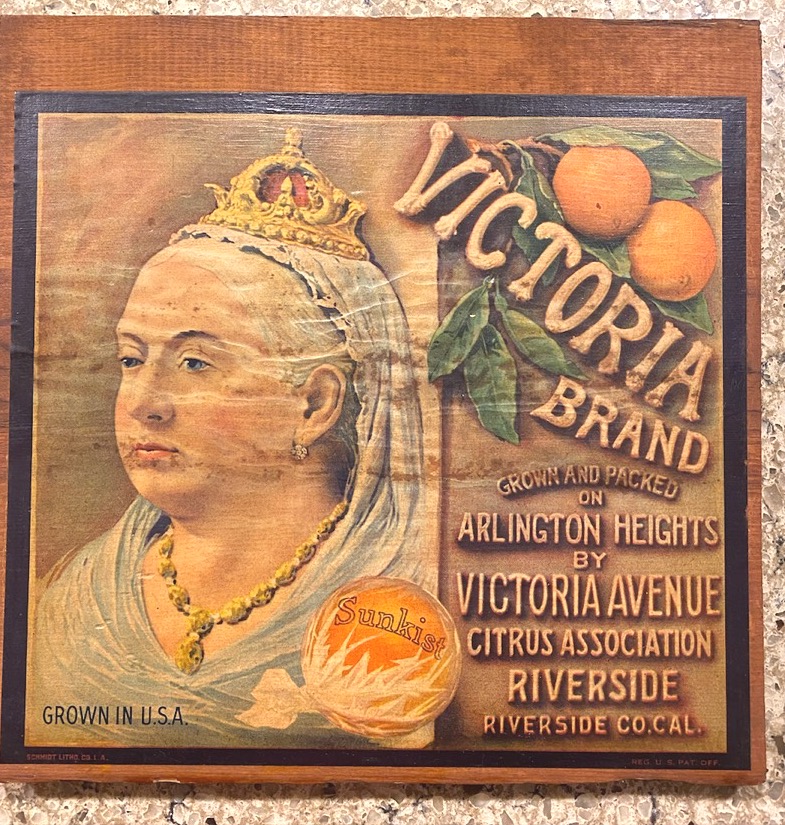 VICTORIA
BRAND
GROWN AND PACKED
ON
ARLINGTON HEIGHTS
BY
VICTORIA AVENUE
CITRUS ASSOCIATION
RIVERSIDE
RIVERSIDE CO.CAL.
Sunkist
GROWN IN U.S.A.
SCHMIDT LITHO. CO. L.A.
REG. U. S. PAT. OFF.